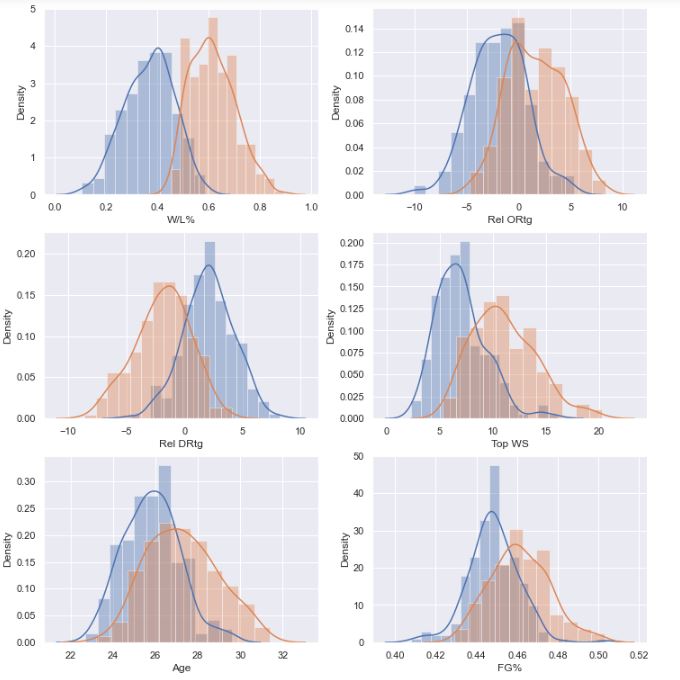 5
4
3
2
1
0
Density
0.0 0.2 0.4 0.6 0.8 1.0
W/L%
0.14
0.12
0.10
0.08
0.06
0.04
0.02
0.00
Density
−10 −5 0 5 10
Rel ORtg
0.20
0.15
0.10
0.05
0.00
Density
−10 −5 0 5 10
Rel DRtg
0.200
0.175
0.150
0.125
0.100
0.075
0.050
0.025
0.000
Density
0 5 10 15 20
Top WS
0.30
0.25
0.20
0.15
0.10
0.05
0.00
Density
22 24 26 28 30 32
Age
50
40
30
20
10
0
Density
0.40 0.42 0.44 0.46 0.48 0.50 0.52
FG%